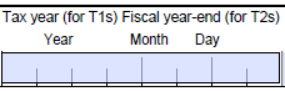 Tax year (for T1s) Fiscal year-end (for T2s)
Year Month Day